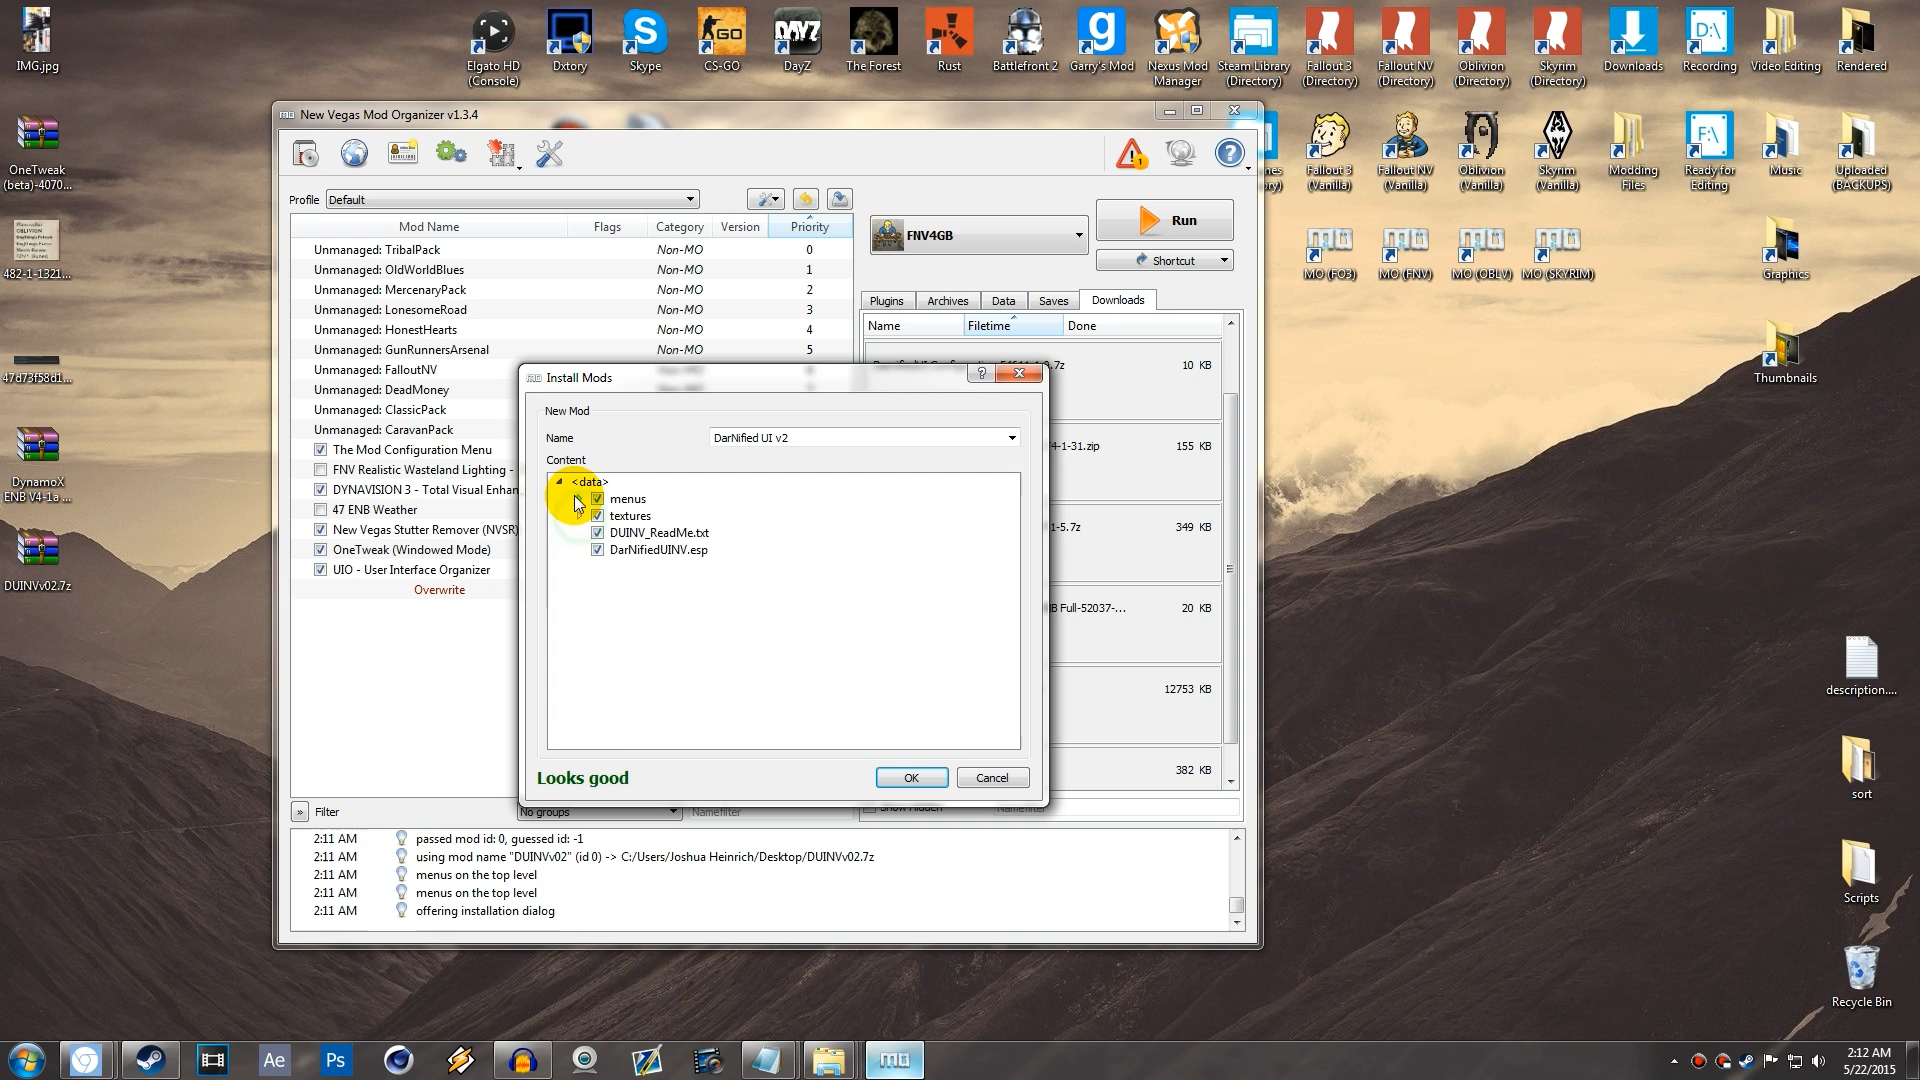 IMG.jpg
Elgato HD
(Console)
Dxtory
Skype
CS-GO
DayZ
The Forest
Rust
Battlefront 2
Garry's Mod
Nexus Mod
Manager
Steam Library
(Directory)
Fallout 3
(Directory)
Fallout NV
(Directory)
Oblivion
(Directory)
Skyrim
(Directory)
Downloads
Recording
Video Editing
Rendered
OneTweak
(beta)-4070...
482-1-1321...
47d73f58d1...
DynamoX
ENB V4-1a ...
DUINVv02.7z
Fallout 3
(Vanilla)
Fallout NV
(Vanilla)
Oblivion
(Vanilla)
Skyrim
(Vanilla)
Modding
Files
Ready for
Editing
Music
Uploaded
(BACKUPS)
MO (FO3)
MO (FNV)
MO (OBLV)
MO (SKYRIM)
Graphics
Thumbnails
description....
sort
Scripts
Recycle Bin
New Vegas Mod Organizer v1.3.4
Profile
Default
Mod Name
Flags
Category
Version
Priority
Unmanaged: TribalPack
Non-MO
0
Unmanaged: OldWorldBlues
Non-MO
1
Unmanaged: MercenaryPack
Non-MO
2
Unmanaged: LonesomeRoad
Non-MO
3
Unmanaged: HonestHearts
Non-MO
4
Unmanaged: GunRunnersArsenal
Non-MO
5
Unmanaged: FalloutNV
Unmanaged: DeadMoney
Unmanaged: ClassicPack
Unmanaged: CaravanPack
The Mod Configuration Menu
FNV Realistic Wasteland Lighting -
DYNAVISION 3 - Total Visual Enhan
47 ENB Weather
New Vegas Stutter Remover (NVSR)
OneTweak (Windowed Mode)
UIO - User Interface Organizer
Overwrite
FNV4GB
Run
Shortcut
Plugins
Archives
Data
Saves
Downloads
Name
Filetime
Done
.7z
10 KB
4-1-31.zip
155 KB
1-5.7z
349 KB
B Full-52037-...
20 KB
12753 KB
382 KB
Install Mods
New Mod
Name
DarNified UI v2
Content
<data>
menus
textures
DUINV_ReadMe.txt
DarNifiedUINV.esp
Looks good
OK
Cancel
»
Filter
No groups
Namefilter
Show Hidden
Namefilter
2:11 AM
passed mod id: 0, guessed id: -1
2:11 AM
using mod name "DUINVv02" (id 0) -> C:/Users/Joshua Heinrich/Desktop/DUINVv02.7z
2:11 AM
menus on the top level
2:11 AM
menus on the top level
2:11 AM
offering installation dialog
Ae
Ps
2:12 AM
5/22/2015